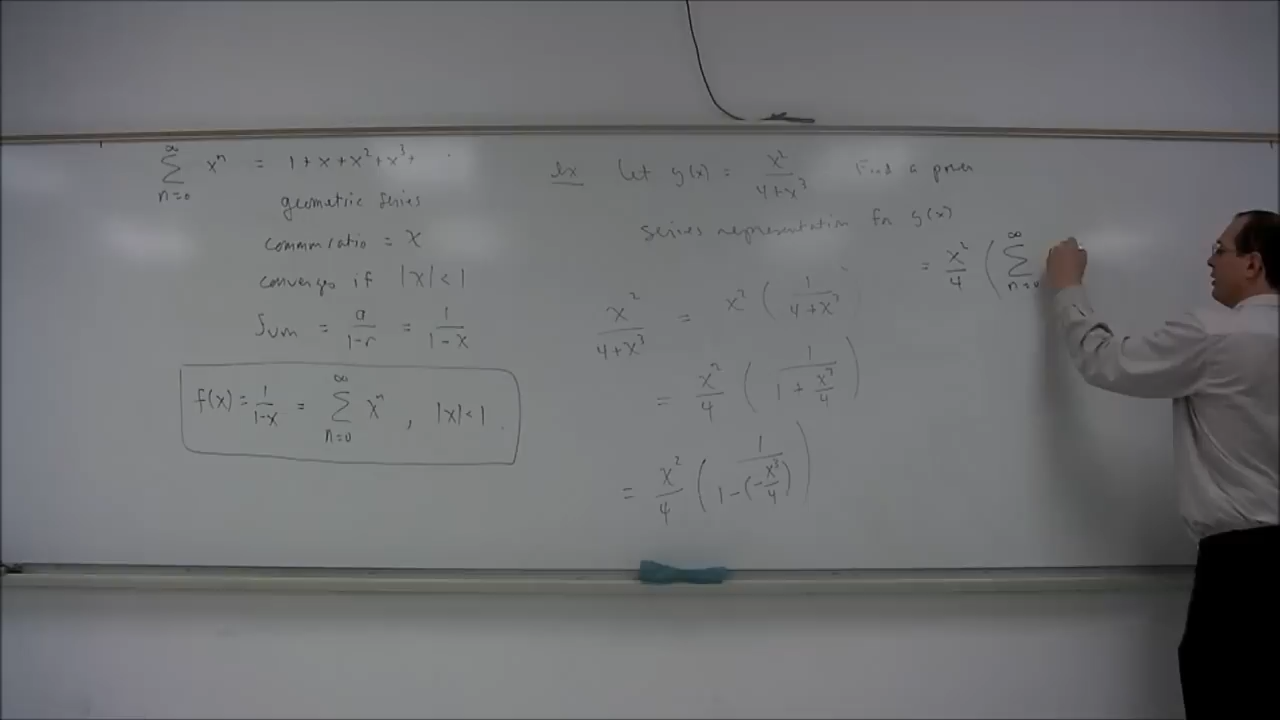 ∞
∑ xⁿ = 1 + x + x² + x³ + .
n=0
geometric series
common ratio = x
converges if |x| < 1
Sum = a/(1-r) = 1/(1-x)
f(x) = 1/(1-x) = ∑_{n=0}^{∞} xⁿ , |x| < 1 .
ex Let g(x) = x²/(4+x³) Find a power
series representation for g(x)
x²/(4+x³) = x² ( 1/(4+x³) )
= x²/4 ( 1/(1 + x³/4) )
= x²/4 ( 1/(1-(-x³/4)) )
= x²/4 ( ∑_{n=0}^{∞}